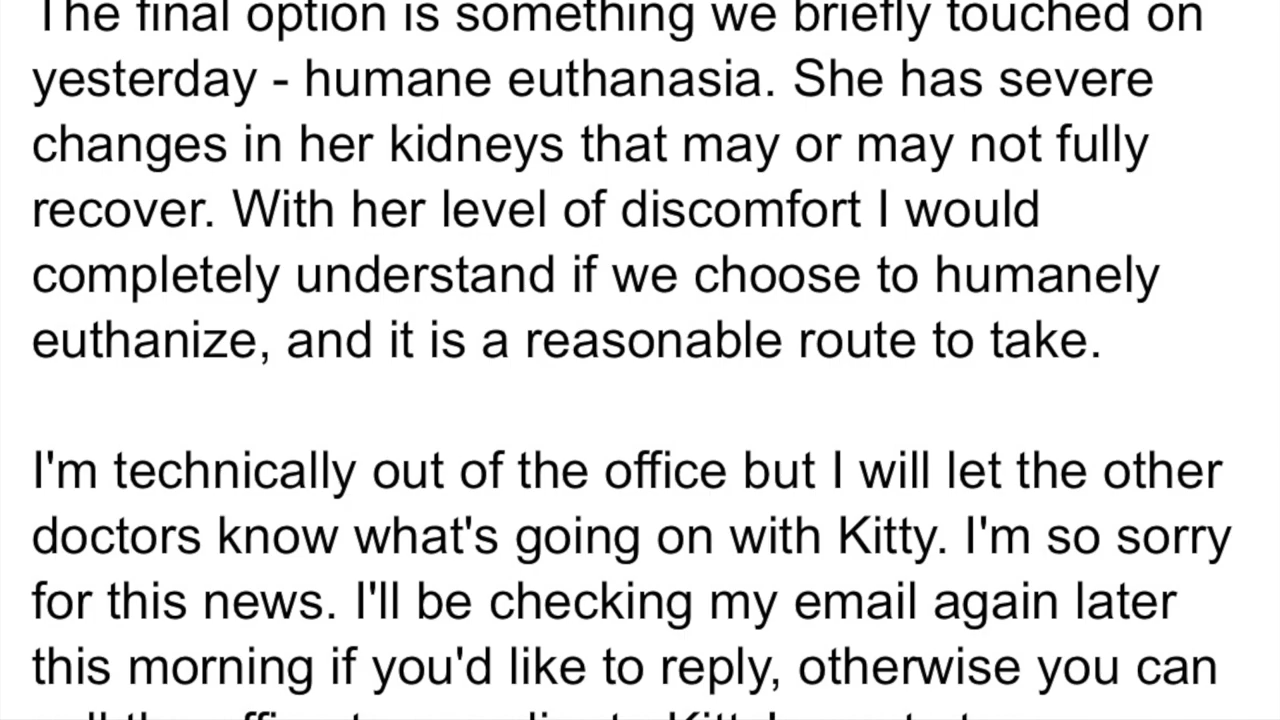 The final option is something we briefly touched on
yesterday - humane euthanasia. She has severe
changes in her kidneys that may or may not fully
recover. With her level of discomfort I would
completely understand if we choose to humanely
euthanize, and it is a reasonable route to take.
I'm technically out of the office but I will let the other
doctors know what's going on with Kitty. I'm so sorry
for this news. I'll be checking my email again later
this morning if you'd like to reply, otherwise you can